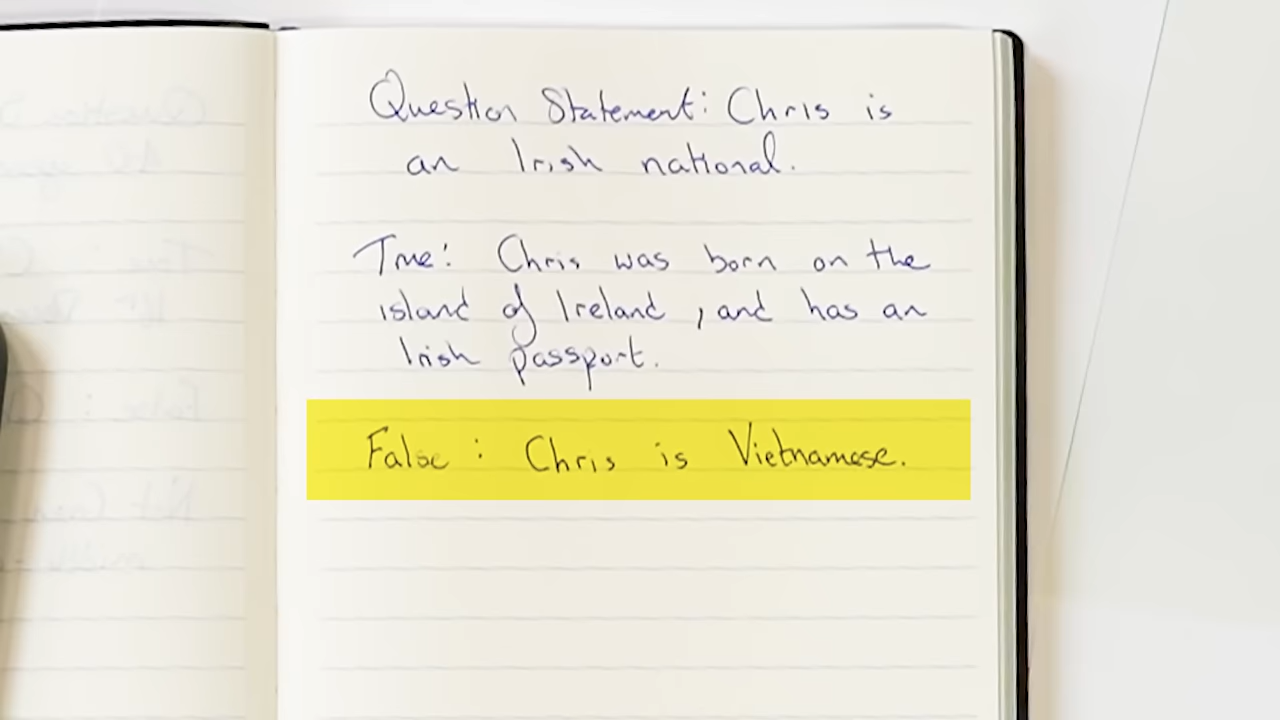 Question Statement: Chris is
an Irish national.
True: Chris was born on the
island of Ireland, and has an
Irish passport.
False: Chris is Vietnamese.